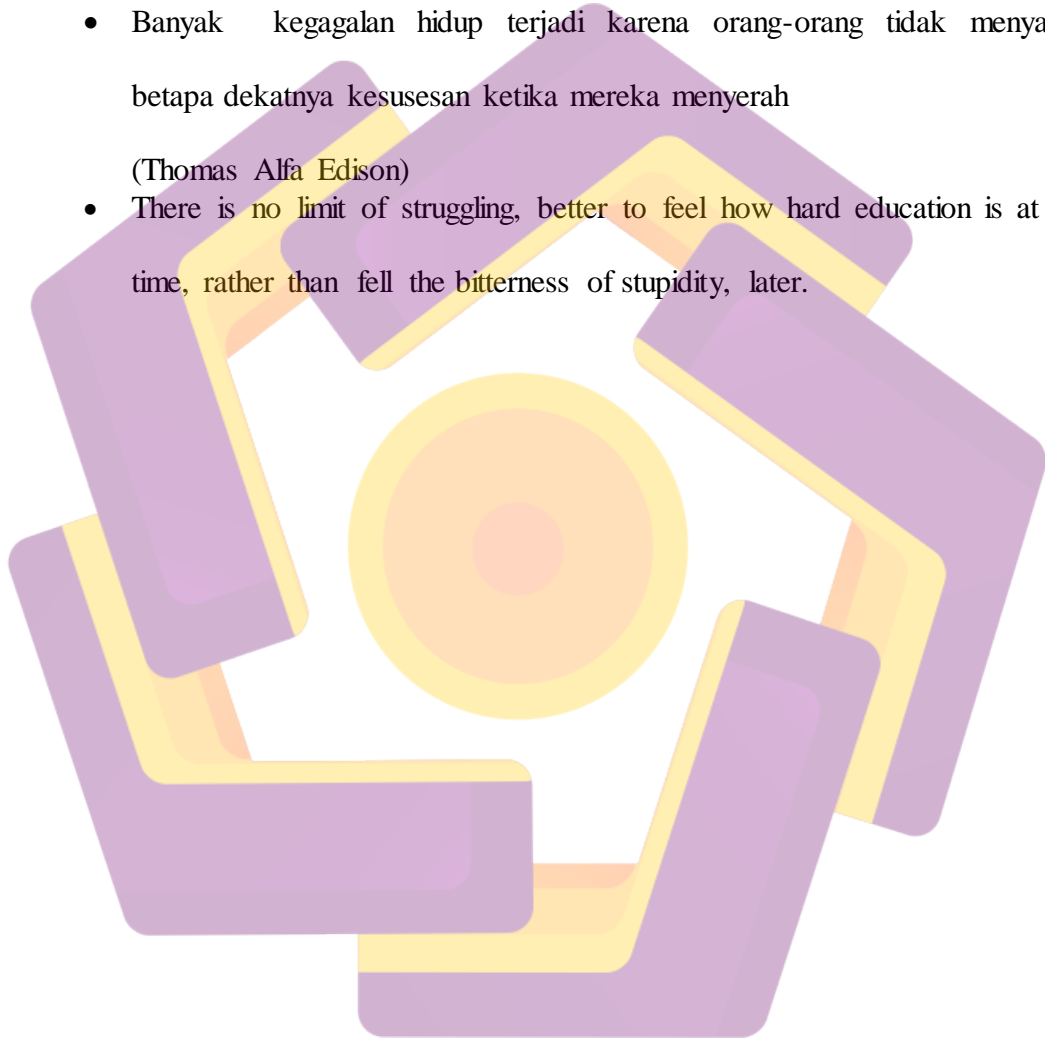 • Banyak kegagalan hidup terjadi karena orang-orang tidak
betapa dekatnya kesusesan ketika mereka menyerah
(Thomas Alfa Edison)
• There is no limit of struggling, better to feel how hard education is at
time, rather than fell the bitterness of stupidity, later.